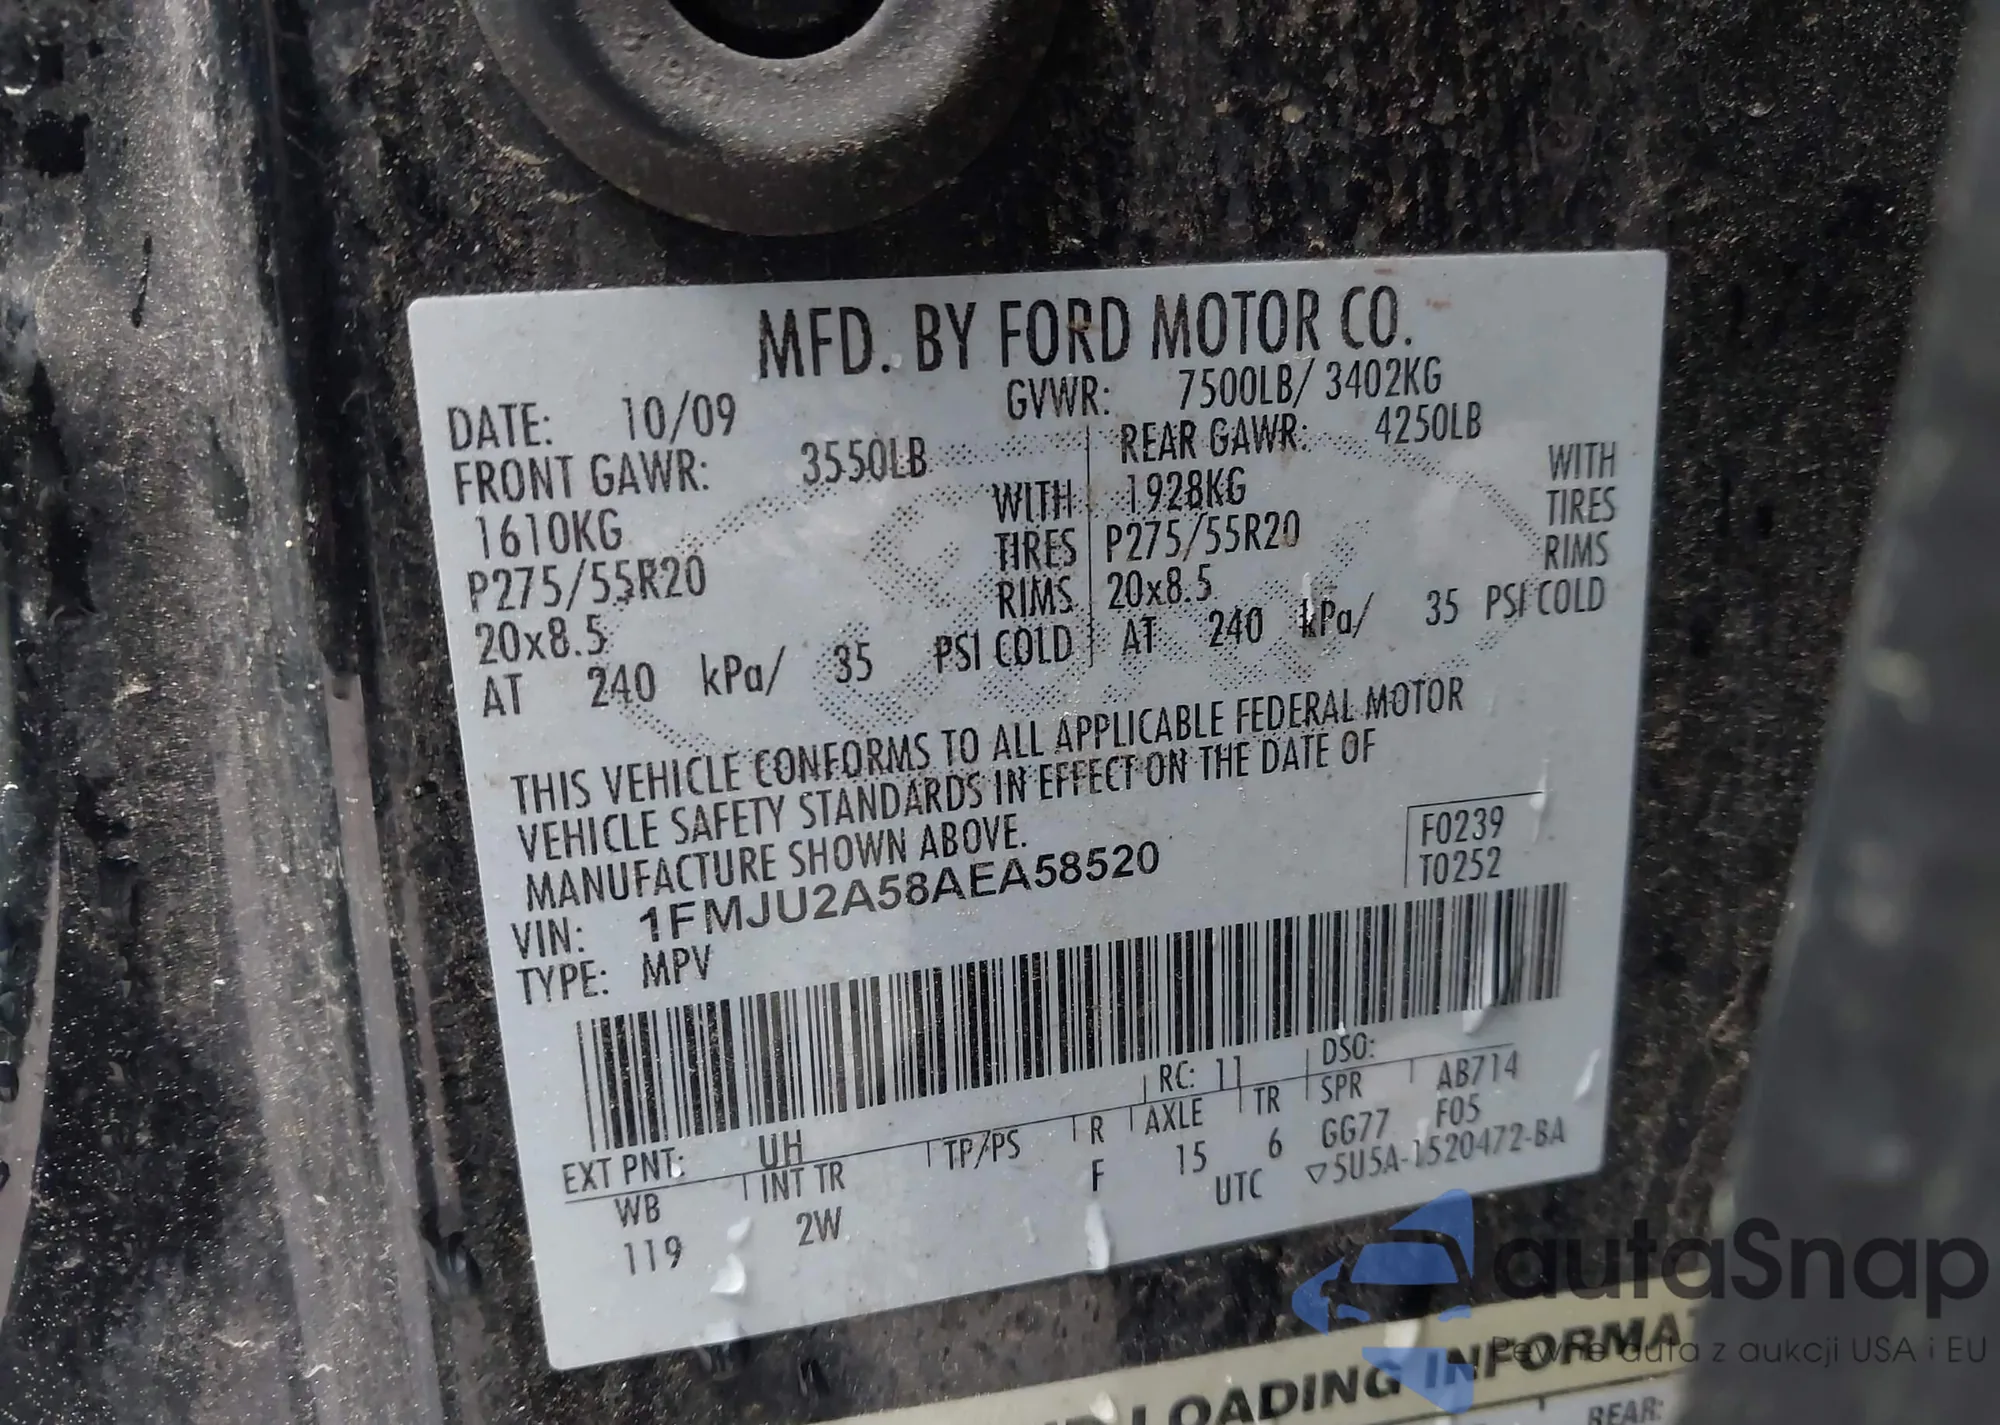 MFD. BY FORD MOTOR CO.
DATE: 10/09 GVWR: 7500LB/ 3402KG
FRONT GAWR: 3550LB REAR GAWR: 4250LB
1610KG WITH 1928KG WITH
P275/55R20 TIRES P275/55R20 TIRES
20x8.5 RIMS 20x8.5 RIMS
AT 240 kPa/ 35 PSI COLD AT 240 kPa/ 35 PSI COLD
THIS VEHICLE CONFORMS TO ALL APPLICABLE FEDERAL MOTOR
VEHICLE SAFETY STANDARDS IN EFFECT ON THE DATE OF
MANUFACTURE SHOWN ABOVE.
VIN: 1FMJU2A58AEA58520
TYPE: MPV
F0239
T0252
EXT PNT: UH RC: 11 DSO:
WB INT TR TP/PS R AXLE TR SPR AB714
119 2W F 15 6 GG77 F05
UTC ▽5U5A-1520472-BA
autaSnap
Pewne auta z aukcji USA i EU
LOADING INFORMAT
REAR: